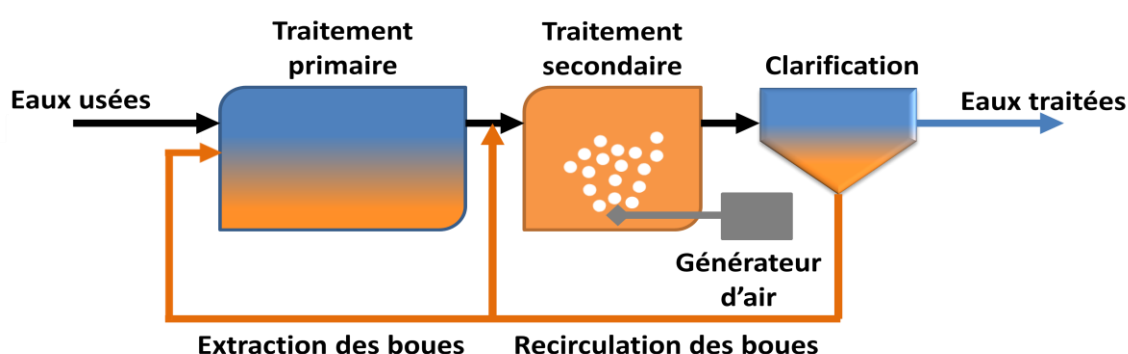 Traitement
primaire
Traitement
secondaire
Clarification
Eaux usées
Eaux traitées
Générateur
d'air
Extraction des boues
Recirculation des boues